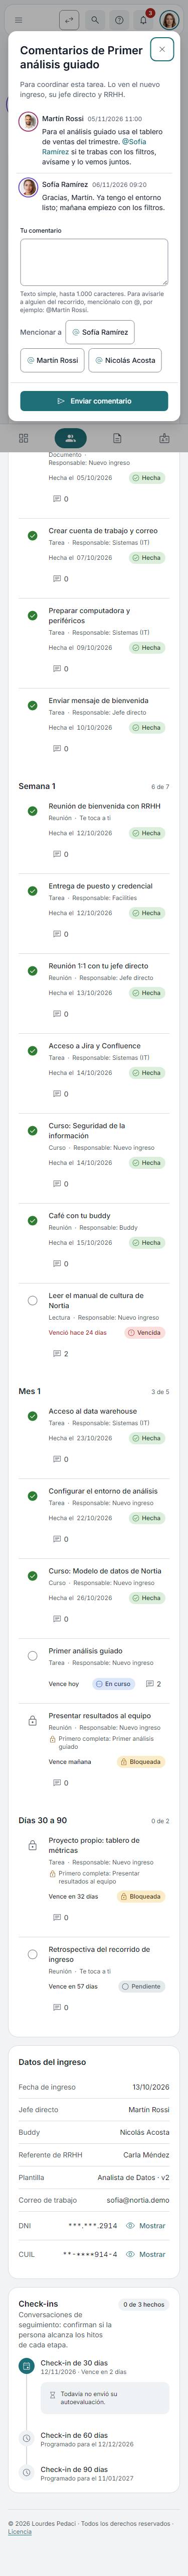 3
Comentarios de Primer
análisis guiado
Para coordinar esta tarea. Lo ven el nuevo
ingreso, su jefe directo y RRHH.
Martín Rossi 05/11/2026 11:00
Para el análisis guiado usa el tablero
de ventas del trimestre. @Sofía
Ramírez si te trabas con los filtros,
avisame y lo vemos juntos.
Sofía Ramírez 06/11/2026 09:20
Gracias, Martín. Ya tengo el entorno
listo; mañana empiezo con los filtros.
Tu comentario
Texto simple, hasta 1.000 caracteres. Para avisarle
a alguien del recorrido, mencionálo con @, por
ejemplo: @Martín Rossi.
Mencionar a @ Sofía Ramírez
@ Martín Rossi @ Nicolás Acosta
Enviar comentario
Documento ·
Responsable: Nuevo ingreso
Hecha el 05/10/2026 Hecha
0
Crear cuenta de trabajo y correo
Tarea · Responsable: Sistemas (IT)
Hecha el 07/10/2026 Hecha
0
Preparar computadora y
periféricos
Tarea · Responsable: Sistemas (IT)
Hecha el 09/10/2026 Hecha
0
Enviar mensaje de bienvenida
Tarea · Responsable: Jefe directo
Hecha el 10/10/2026 Hecha
0
Semana 1 6 de 7
Reunión de bienvenida con RRHH
Reunión · Te toca a ti
Hecha el 12/10/2026 Hecha
0
Entrega de puesto y credencial
Tarea · Responsable: Facilities
Hecha el 12/10/2026 Hecha
0
Reunión 1:1 con tu jefe directo
Reunión · Responsable: Jefe directo
Hecha el 13/10/2026 Hecha
0
Acceso a Jira y Confluence
Tarea · Responsable: Sistemas (IT)
Hecha el 14/10/2026 Hecha
0
Curso: Seguridad de la
información
Curso · Responsable: Nuevo ingreso
Hecha el 14/10/2026 Hecha
0
Café con tu buddy
Reunión · Responsable: Buddy
Hecha el 15/10/2026 Hecha
0
Leer el manual de cultura de
Nortia
Lectura · Responsable: Nuevo ingreso
Venció hace 24 días Vencida
2
Mes 1 3 de 5
Acceso al data warehouse
Tarea · Responsable: Sistemas (IT)
Hecha el 23/10/2026 Hecha
0
Configurar el entorno de análisis
Tarea · Responsable: Nuevo ingreso
Hecha el 22/10/2026 Hecha
0
Curso: Modelo de datos de Nortia
Curso · Responsable: Nuevo ingreso
Hecha el 26/10/2026 Hecha
0
Primer análisis guiado
Tarea · Responsable: Nuevo ingreso
Vence hoy En curso 2
Presentar resultados al equipo
Reunión · Responsable: Nuevo ingreso
Primero completa: Primer análisis
guiado
Vence mañana Bloqueada
0
Días 30 a 90 0 de 2
Proyecto propio: tablero de
métricas
Tarea · Responsable: Nuevo ingreso
Primero completa: Presentar
resultados al equipo
Vence en 32 días Bloqueada
0
Retrospectiva del recorrido de
ingreso
Reunión · Te toca a ti
Vence en 57 días Pendiente
0
Datos del ingreso
Fecha de ingreso 13/10/2026
Jefe directo Martín Rossi
Buddy Nicolás Acosta
Referente de RRHH Carla Méndez
Plantilla Analista de Datos · v2
Correo de trabajo sofia@nortia.demo
DNI ***.***.2914 Mostrar
CUIL **-****914-4 Mostrar
Check-ins 0 de 3 hechos
Conversaciones de
seguimiento: confirman si la
persona alcanza los hitos
de cada etapa.
Check-in de 30 días
12/11/2026 · Vence en 2 días
Todavía no envió su
autoevaluación.
Check-in de 60 días
Programado para el 12/12/2026
Check-in de 90 días
Programado para el 11/01/2027
© 2026 Lourdes Pedaci · Todos los derechos reservados ·
Licencia